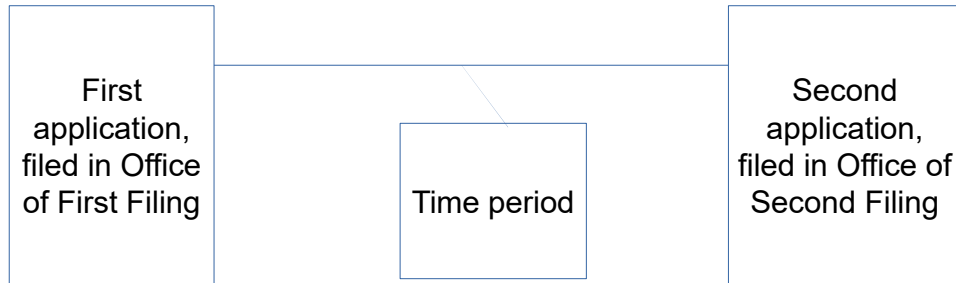 First
application,
filed in Office
of First Filing
Time period
Second
application,
filed in Office of
Second Filing